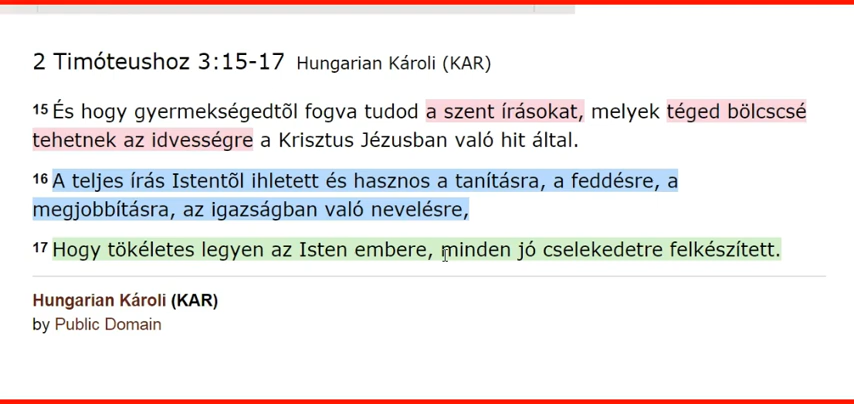 2 Timóteushoz 3:15-17 Hungarian Károli (KAR)
15 És hogy gyermekségedtõl fogva tudod a szent írásokat, melyek téged bölcscsé
tehetnek az idvességre a Krisztus Jézusban való hit által.
16 A teljes írás Istentõl ihletett és hasznos a tanításra, a feddésre, a
megjobbításra, az igazságban való nevelésre,
17 Hogy tökéletes legyen az Isten embere, minden jó cselekedetre felkészített.
Hungarian Károli (KAR)
by Public Domain